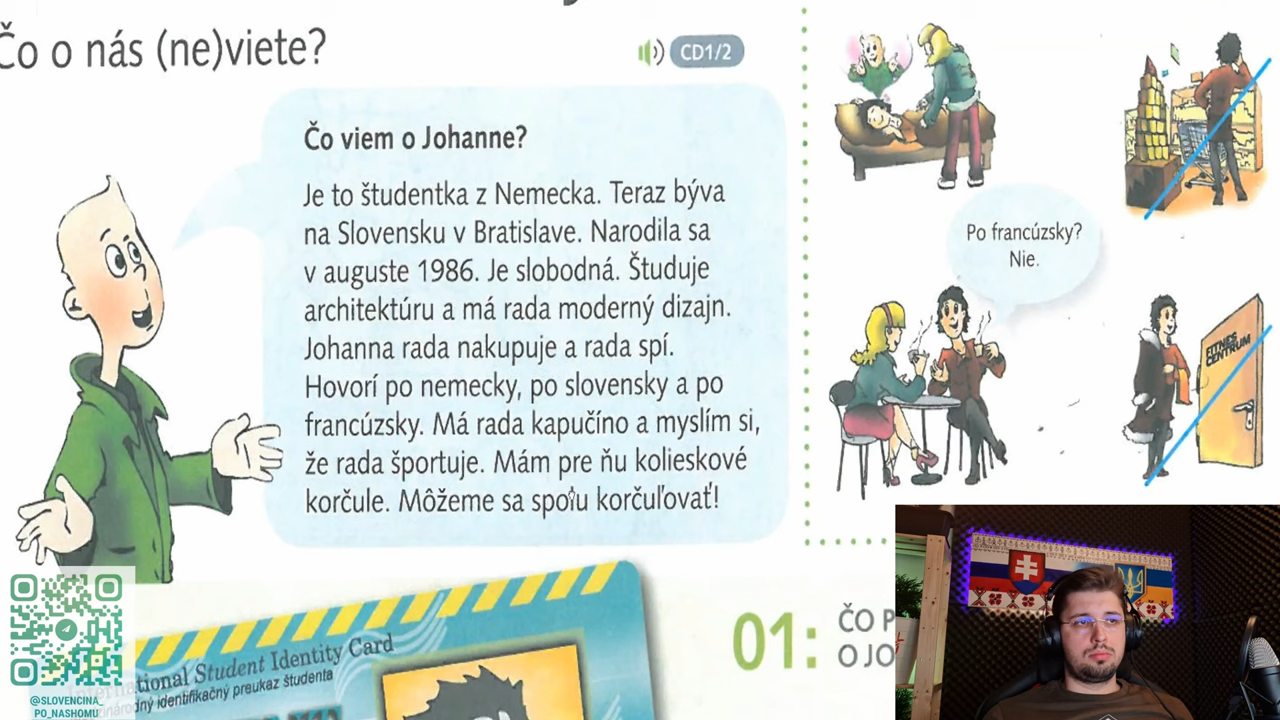 Čo o nás (ne)viete?
CD1/2
Čo viem o Johanne?
Je to študentka z Nemecka. Teraz býva
na Slovensku v Bratislave. Narodila sa
v auguste 1986. Je slobodná. Študuje
architektúru a má rada moderný dizajn.
Johanna rada nakupuje a rada spí.
Hovorí po nemecky, po slovensky a po
francúzsky. Má rada kapučíno a myslím si,
že rada športuje. Mám pre ňu kolieskové
korčule. Môžeme sa spolu korčuľovať!
Po francúzsky?
Nie.
FITNES
CENTRUM
International Student Identity Card
identifikačný preukaz študenta
01:
ČO P
O JO
@SLOVENCINA_
PO_NASHOMU